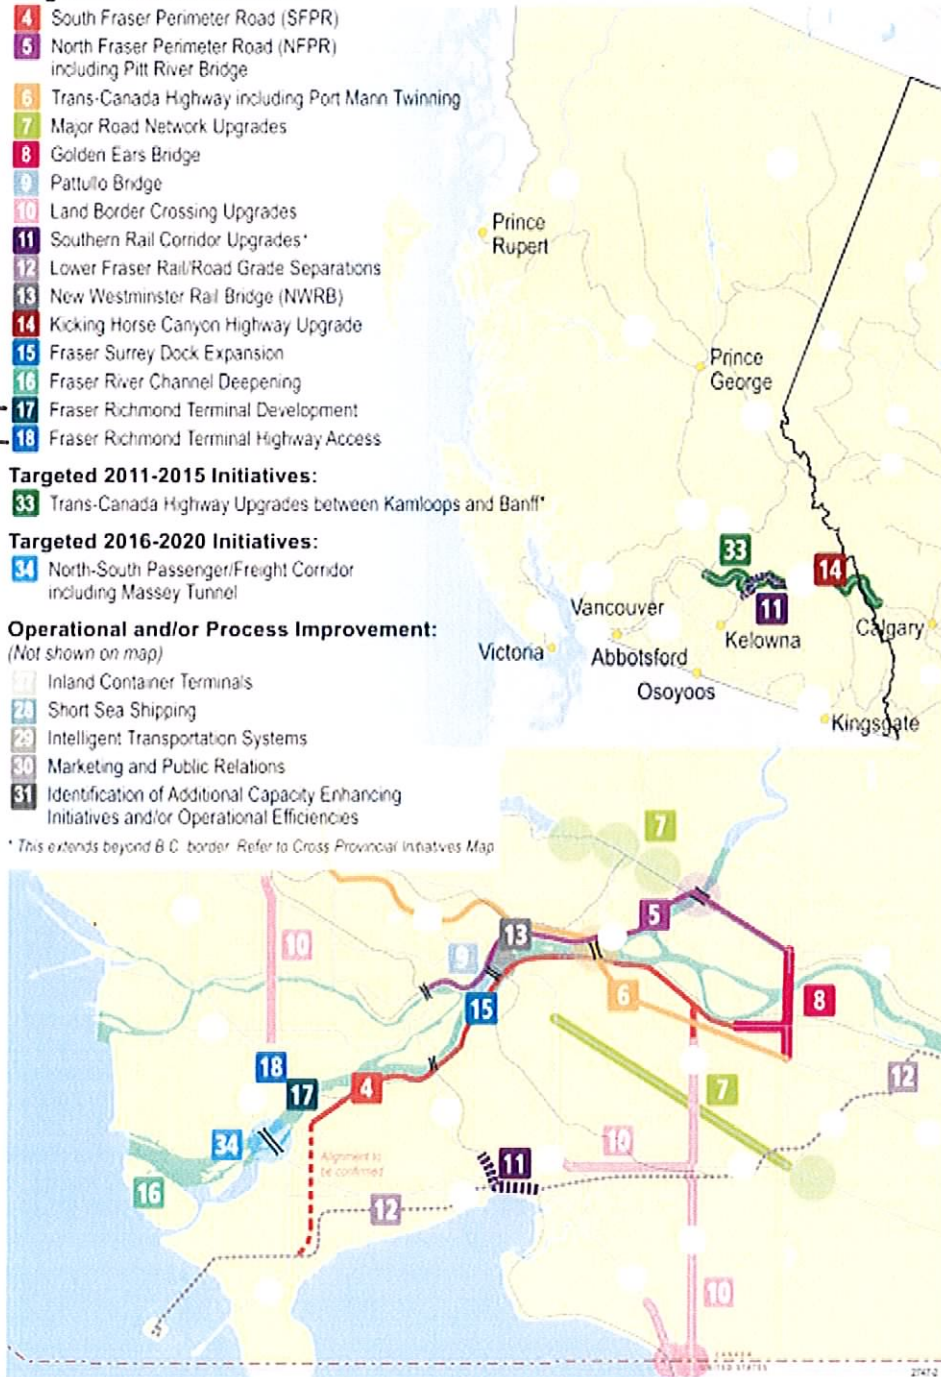 4 South Fraser Perimeter Road (SFPR)
5 North Fraser Perimeter Road (NFPR)
including Pitt River Bridge
6 Trans-Canada Highway including Port Mann Twinning
7 Major Road Network Upgrades
8 Golden Ears Bridge
9 Pattullo Bridge
10 Land Border Crossing Upgrades
11 Southern Rail Corridor Upgrades*
12 Lower Fraser Rail/Road Grade Separations
13 New Westminster Rail Bridge (NWRB)
14 Kicking Horse Canyon Highway Upgrade
15 Fraser Surrey Dock Expansion
16 Fraser River Channel Deepening
17 Fraser Richmond Terminal Development
18 Fraser Richmond Terminal Highway Access
Targeted 2011-2015 Initiatives:
33 Trans-Canada Highway Upgrades between Kamloops and Banff*
Targeted 2016-2020 Initiatives:
34 North-South Passenger/Freight Corridor
including Massey Tunnel
Operational and/or Process Improvement:
(Not shown on map)
Inland Container Terminals
28 Short Sea Shipping
29 Intelligent Transportation Systems
30 Marketing and Public Relations
31 Identification of Additional Capacity Enhancing
Initiatives and/or Operational Efficiencies
* This extends beyond B.C. border. Refer to Cross Provincial Initiatives Map
Prince
Rupert
Prince
George
33
14
11
Vancouver
Kelowna
Calgary
Victoria
Abbotsford
Osoyoos
Kingsgate
7
5
10
13
9
6
8
15
18
17
4
7
12
34
Alignment to
be confirmed
10
11
16
12
10
CANADA
UNITED STATES
2747-2